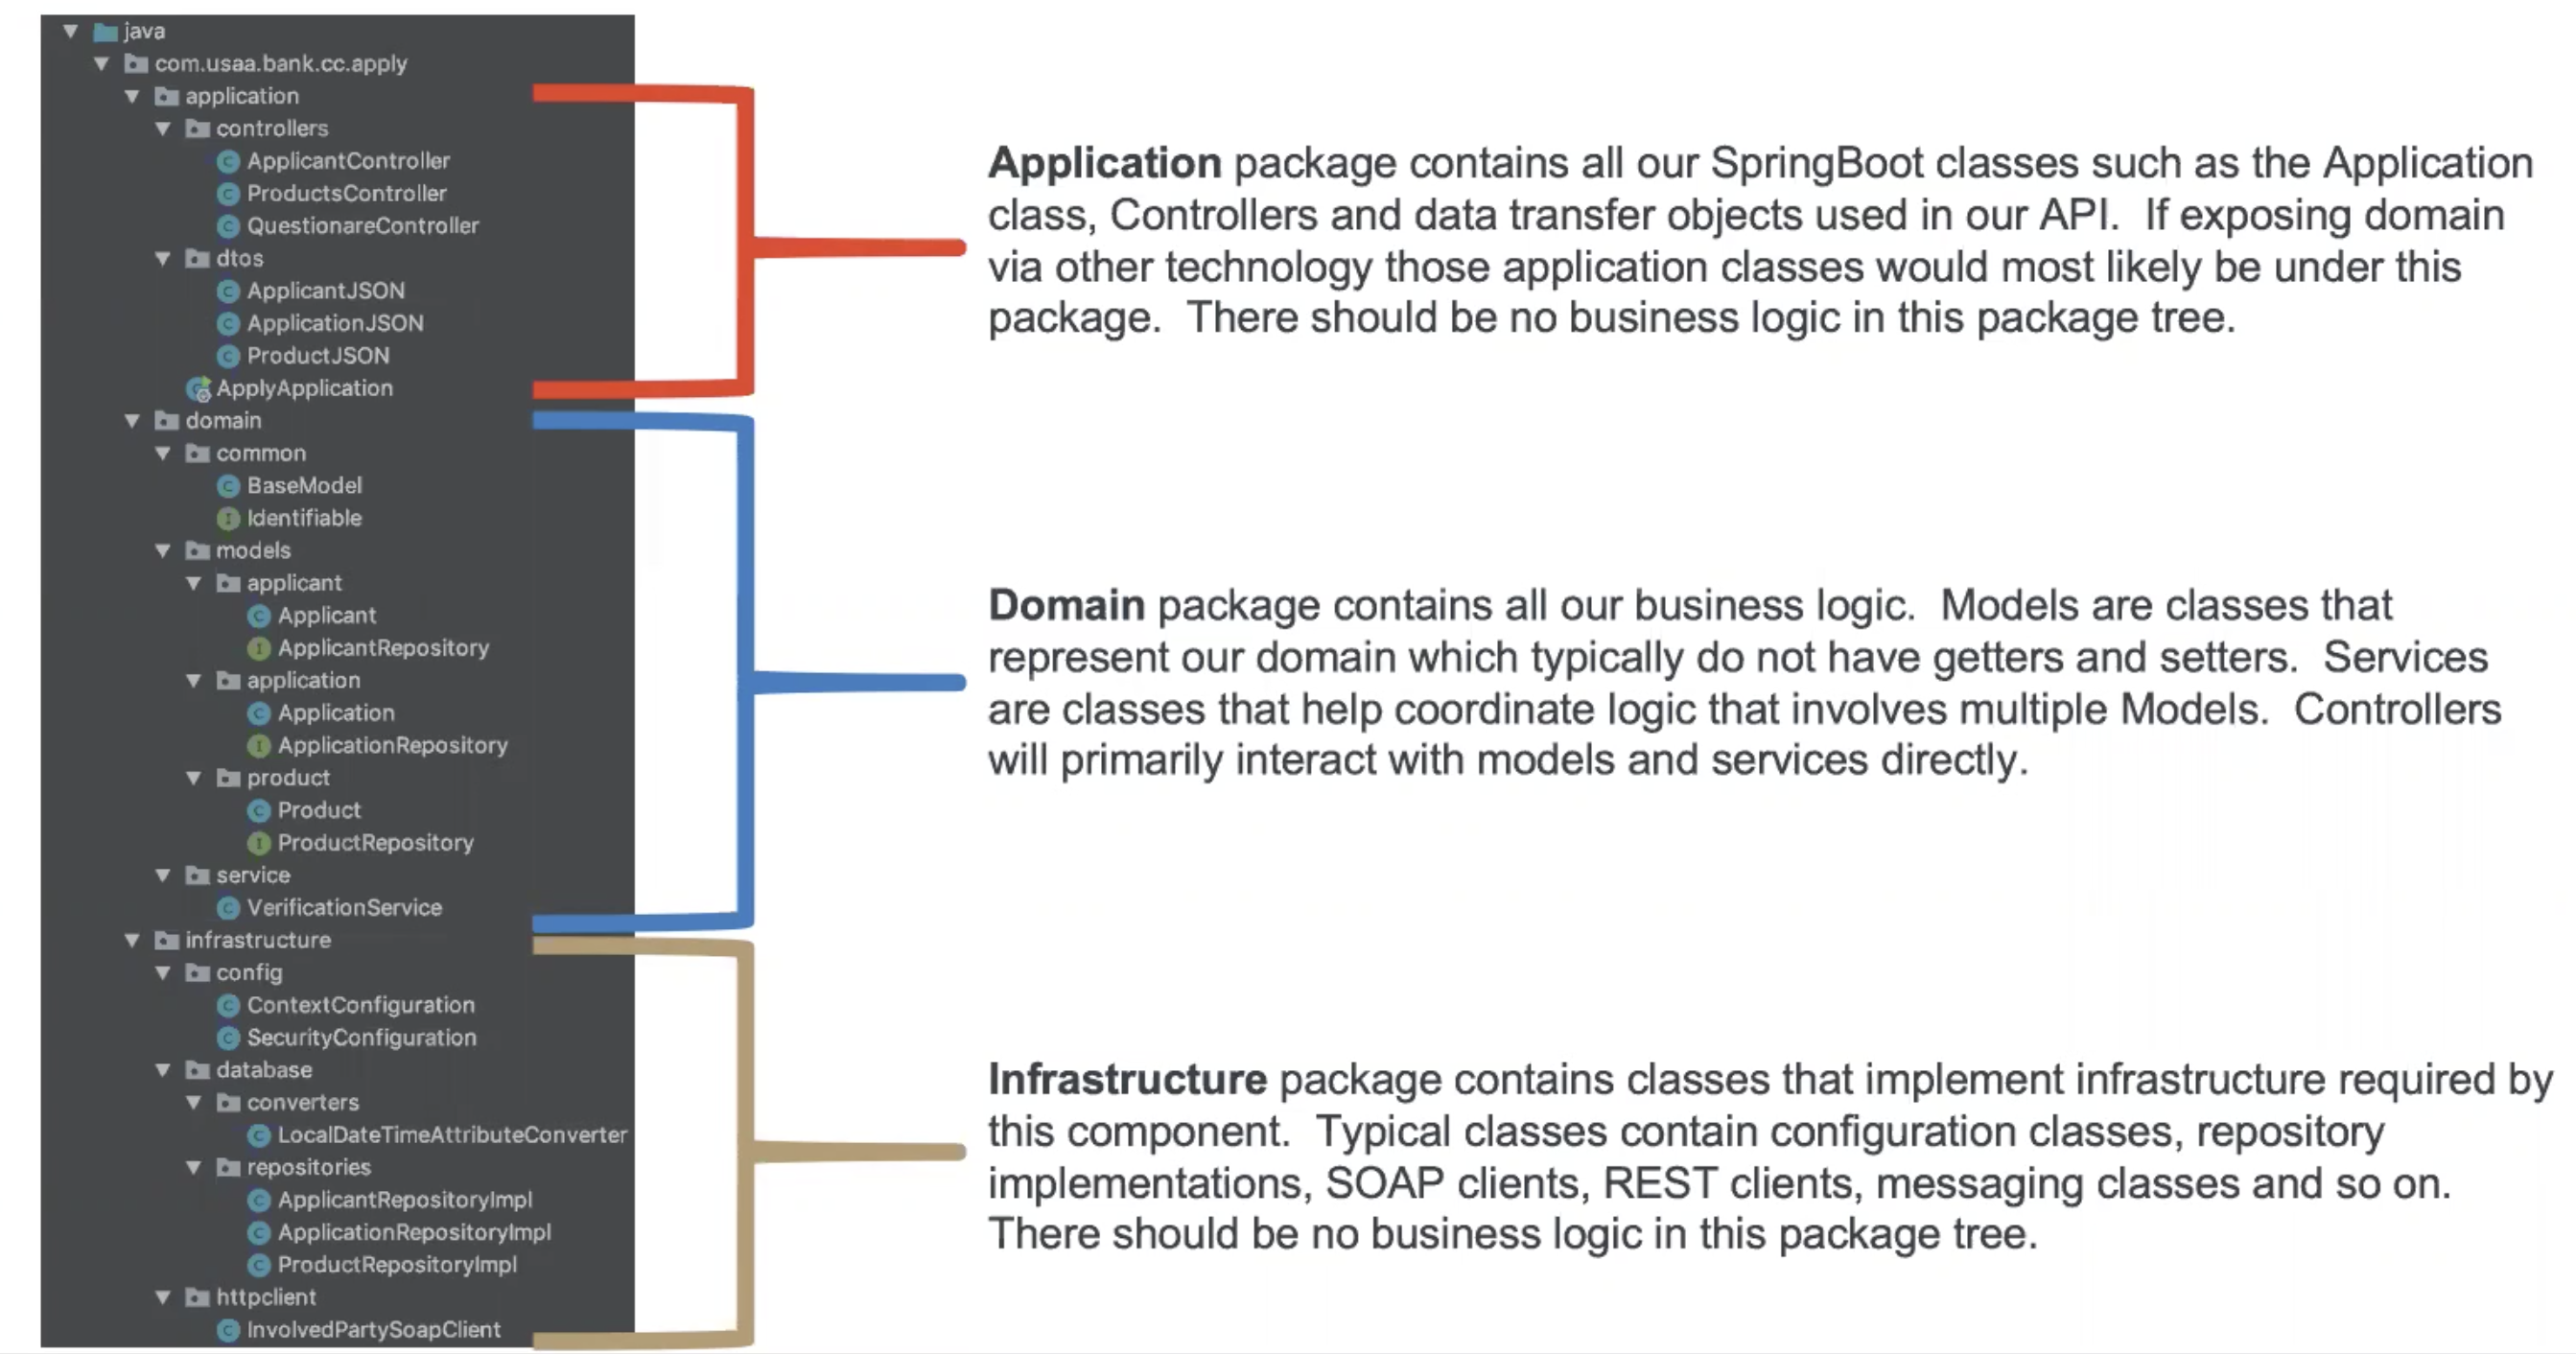 java
com.usaa.bank.cc.apply
application
controllers
ApplicantController
ProductsController
QuestionareController
dtos
ApplicantJSON
ApplicationJSON
ProductJSON
ApplyApplication
domain
common
BaseModel
Identifiable
models
applicant
Applicant
ApplicantRepository
application
Application
ApplicationRepository
product
Product
ProductRepository
service
VerificationService
infrastructure
config
ContextConfiguration
SecurityConfiguration
database
converters
LocalDateTimeAttributeConverter
repositories
ApplicantRepositoryImpl
ApplicationRepositoryImpl
ProductRepositoryImpl
httpclient
InvolvedPartySoapClient
Application package contains all our SpringBoot classes such as the Application
class, Controllers and data transfer objects used in our API. If exposing domain
via other technology those application classes would most likely be under this
package. There should be no business logic in this package tree.
Domain package contains all our business logic. Models are classes that
represent our domain which typically do not have getters and setters. Services
are classes that help coordinate logic that involves multiple Models. Controllers
will primarily interact with models and services directly.
Infrastructure package contains classes that implement infrastructure required by
this component. Typical classes contain configuration classes, repository
implementations, SOAP clients, REST clients, messaging classes and so on.
There should be no business logic in this package tree.